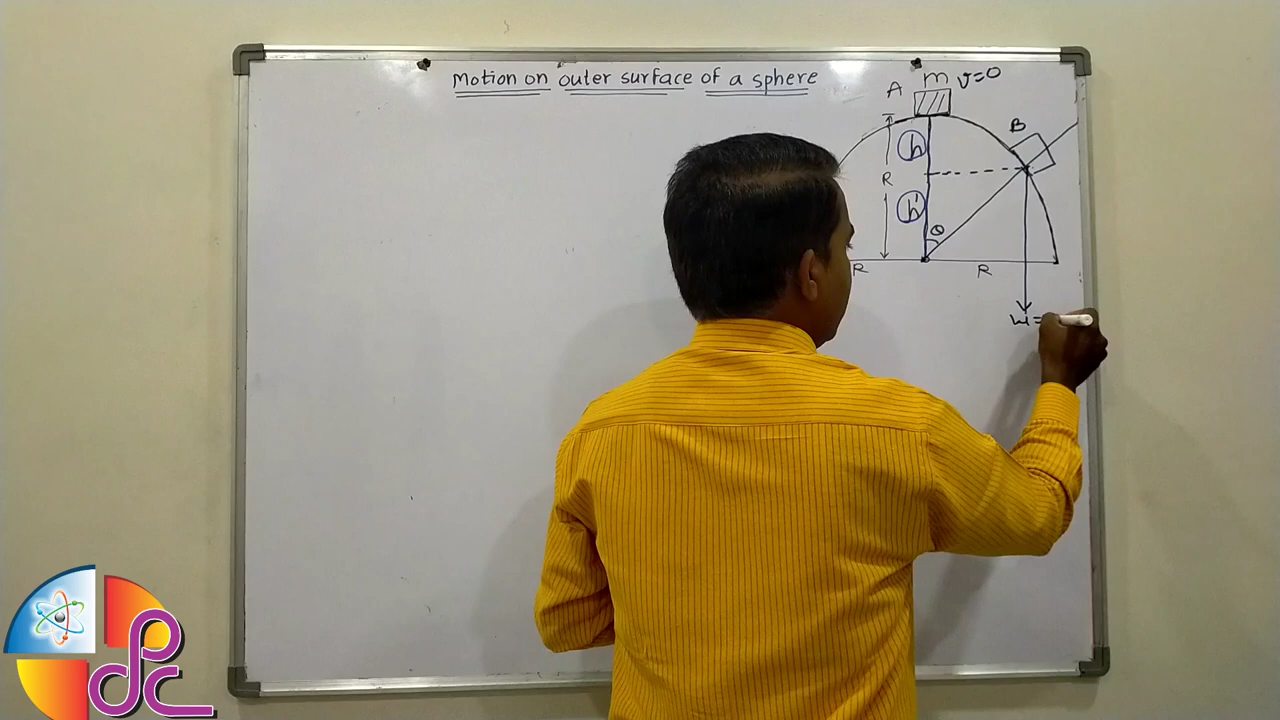 Motion on outer surface of a sphere
A m v=0
B
h
R
h'
θ
R R
W=